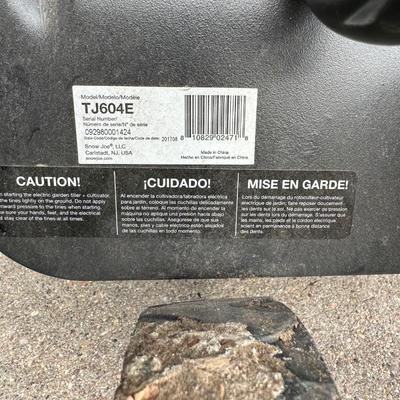 Model/Modelo/Modèle
TJ604E
Serial Number/
Número de serie/N° de série
092980001424
Date Code/Código de fecha/Code de date: 201708
Snow Joe®, LLC
Carlstadt, NJ, USA
snowjoe.com
8 10829 02471 8
Made in China
Hecho en China/Fabriqué en Chine
CAUTION!
n starting the electric garden tiller + cultivator,
the tines lightly on the ground. Do not apply
ownward pressure to the tines when starting.
e sure your hands, feet, and the electrical
d stay clear of the tines at all times.
¡CUIDADO!
Al encender la cultivadora/labradora eléctrica
para jardín, coloque las cuchillas delicadamente
sobre el terreno. Al momento de encender la
máquina no aplique una presión hacia abajo
sobre las cuchillas. Asegúrese de que sus
manos, pies y cable eléctrico estén alejados
de las cuchillas en todo momento.
MISE EN GARDE!
Lors du démarrage du rotoculteur-cultivateur
électrique de jardin, faire reposer doucement
les dents sur le sol. Ne pas exercer de pression
sur les dents au démarrage. S'assurer que les
mains, les pieds et le cordon électrique
soient en permanence à bonne distance
des dents.